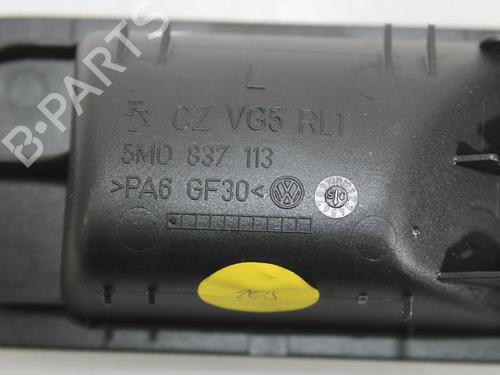 B-PARTS
L
CZ VG5 RL1
5M0 837 113
>PA6 GF30<